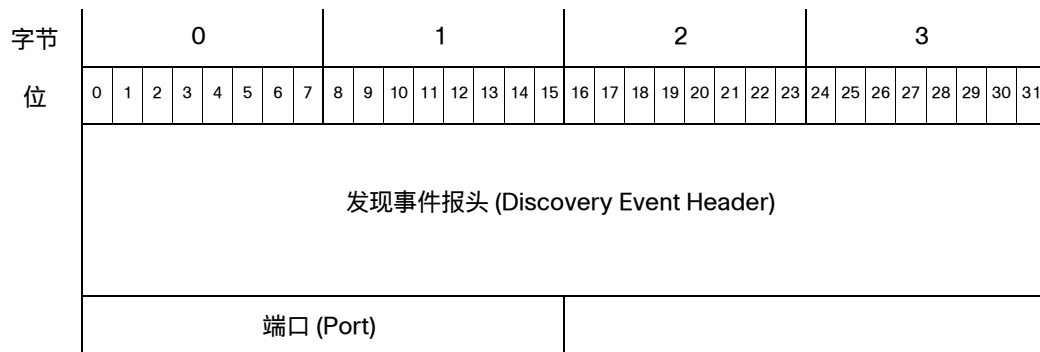 字节 0 1 2 3
位 0 1 2 3 4 5 6 7 8 9 10 11 12 13 14 15 16 17 18 19 20 21 22 23 24 25 26 27 28 29 30 31
发现事件报头 (Discovery Event Header)
端口 (Port)